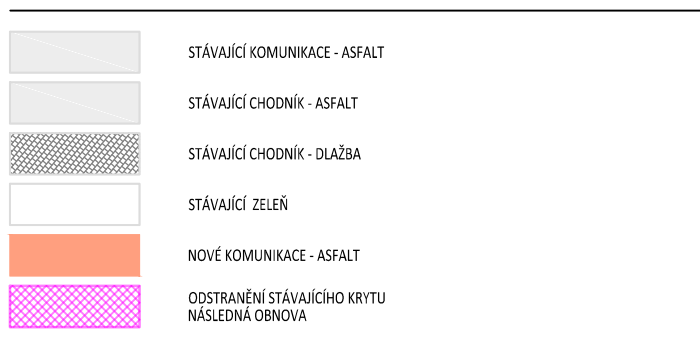 STÁVAJÍCÍ KOMUNIKACE - ASFALT
STÁVAJÍCÍ CHODNÍK - ASFALT
STÁVAJÍCÍ CHODNÍK - DLAŽBA
STÁVAJÍCÍ ZELEŇ
NOVÉ KOMUNIKACE - ASFALT
ODSTRANĚNÍ STÁVAJÍCÍHO KRYTU
NÁSLEDNÁ OBNOVA